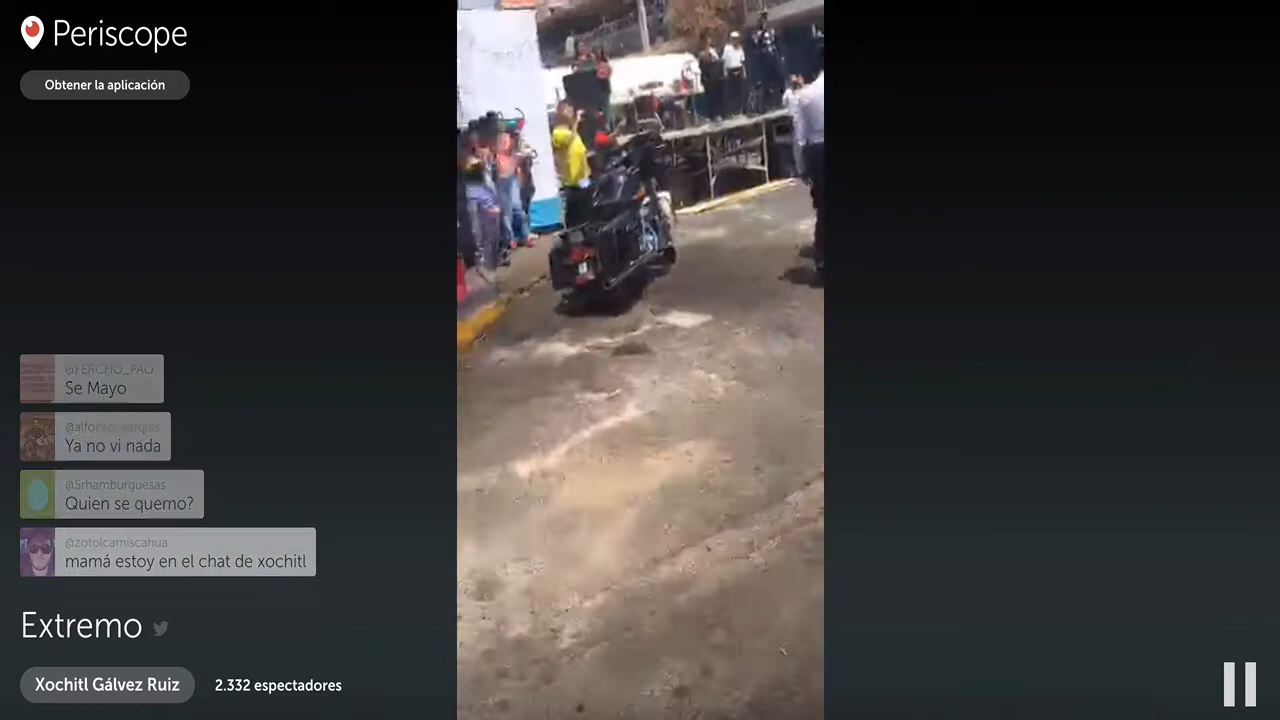 Periscope
Obtener la aplicación
@FERCHO_PAO
Se Mayo
Ya no vi nada
@Srhamburguesas
Quien se quemo?
@zotolcamiscahua
mamá estoy en el chat de xochitl
Extremo
Xochitl Gálvez Ruiz
2.332 espectadores